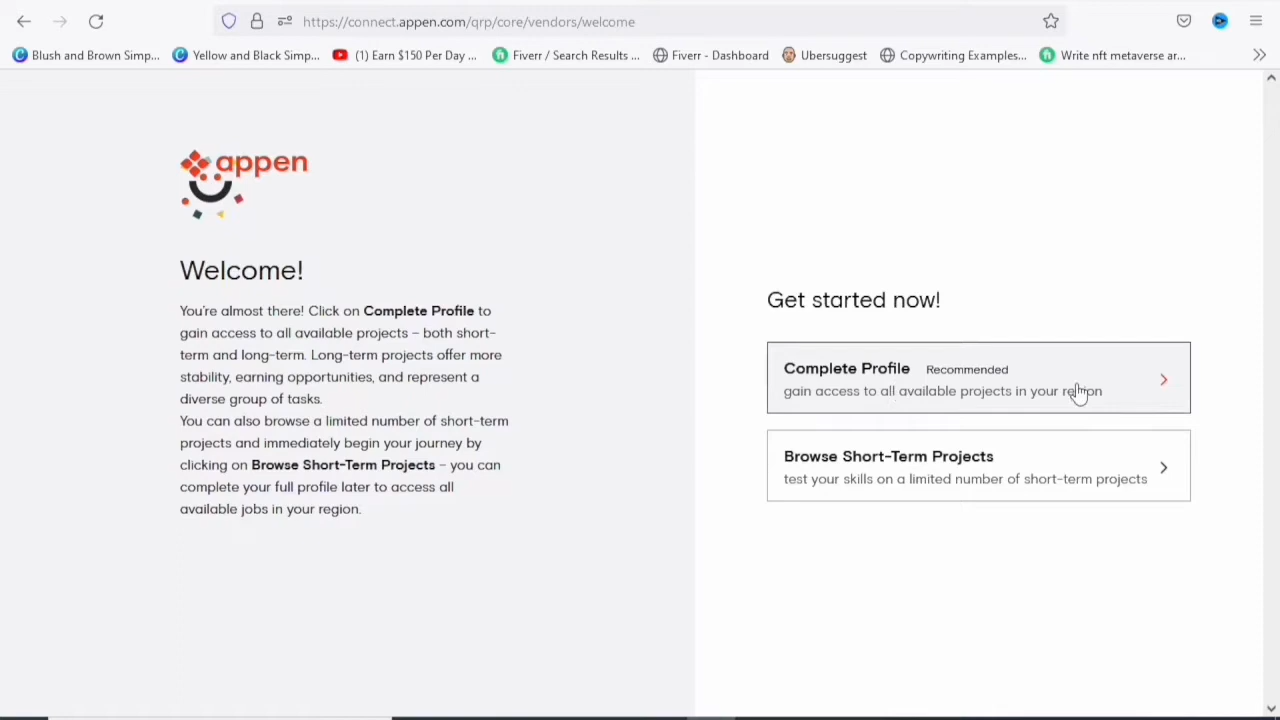 https://connect.appen.com/qrp/core/vendors/welcome
Blush and Brown Simp...
Yellow and Black Simp...
(1) Earn $150 Per Day ...
Fiverr / Search Results ...
Fiverr - Dashboard
Ubersuggest
Copywriting Examples...
Write nft metaverse ar...
appen
Welcome!
You're almost there! Click on Complete Profile to
gain access to all available projects – both short-
term and long-term. Long-term projects offer more
stability, earning opportunities, and represent a
diverse group of tasks.
You can also browse a limited number of short-term
projects and immediately begin your journey by
clicking on Browse Short-Term Projects – you can
complete your full profile later to access all
available jobs in your region.
Get started now!
Complete Profile Recommended
gain access to all available projects in your region
Browse Short-Term Projects
test your skills on a limited number of short-term projects